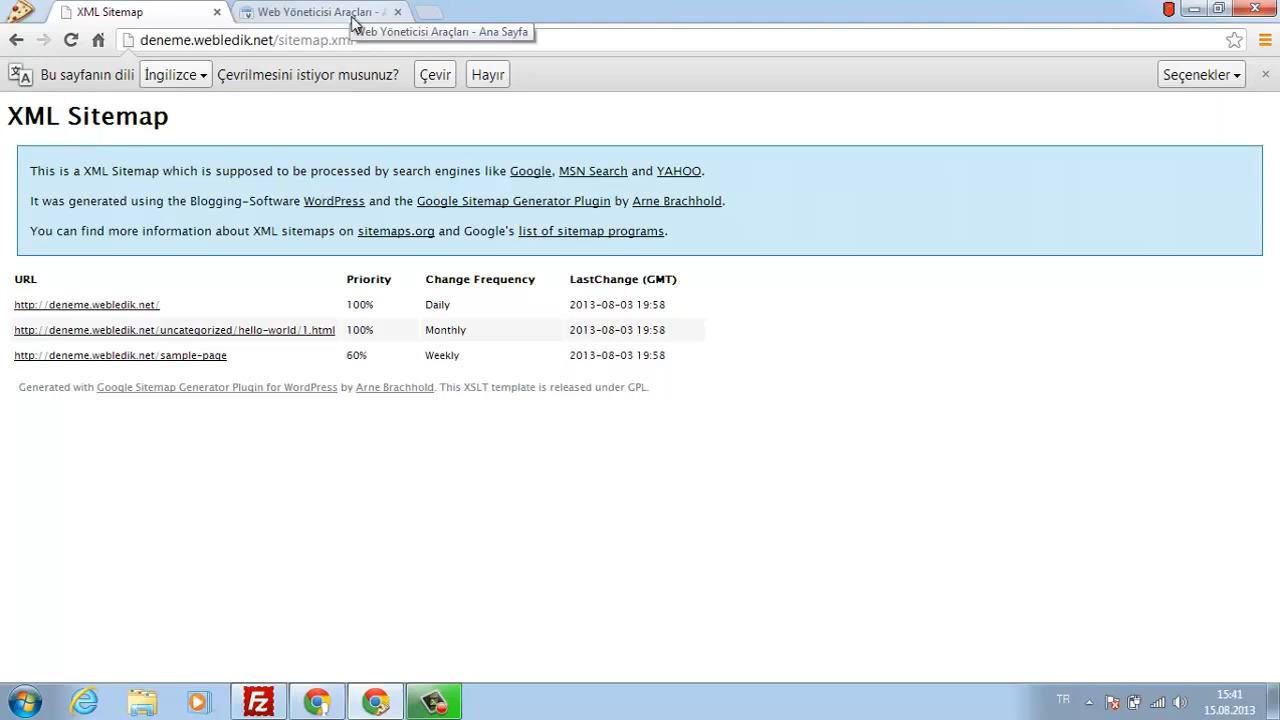 XML Sitemap
Web Yöneticisi Araçları - A
deneme.webledik.net/sitemap.xml
Web Yöneticisi Araçları - Ana Sayfa
Bu sayfanın dili İngilizce Çevrilmesini istiyor musunuz? Çevir Hayır Seçenekler
XML Sitemap
This is a XML Sitemap which is supposed to be processed by search engines like Google, MSN Search and YAHOO.
It was generated using the Blogging-Software WordPress and the Google Sitemap Generator Plugin by Arne Brachhold.
You can find more information about XML sitemaps on sitemaps.org and Google's list of sitemap programs.
URL Priority Change Frequency LastChange (GMT)
http://deneme.webledik.net/ 100% Daily 2013-08-03 19:58
http://deneme.webledik.net/uncategorized/hello-world/1.html 100% Monthly 2013-08-03 19:58
http://deneme.webledik.net/sample-page 60% Weekly 2013-08-03 19:58
Generated with Google Sitemap Generator Plugin for WordPress by Arne Brachhold. This XSLT template is released under GPL.
Fz
TR
15:41
15.08.2013